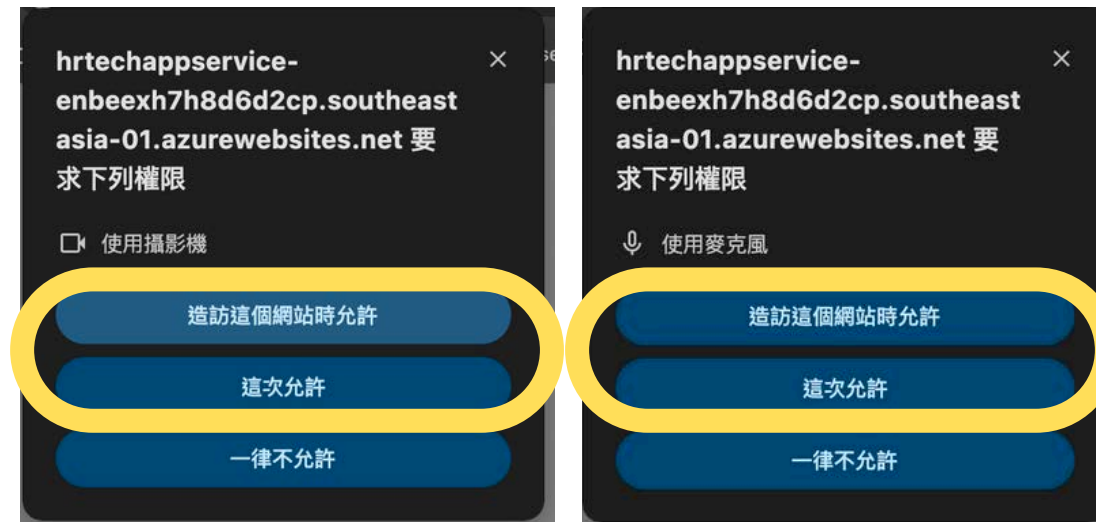 hrtechappservice-
enbeexh7h8d6d2cp.southeast
asia-01.azurewebsites.net 要
求下列權限
使用攝影機
造訪這個網站時允許
這次允許
一律不允許
hrtechappservice-
enbeexh7h8d6d2cp.southeast
asia-01.azurewebsites.net 要
求下列權限
使用麥克風
造訪這個網站時允許
這次允許
一律不允許